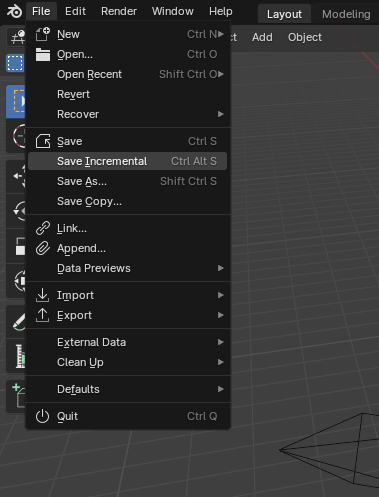 File Edit Render Window Help Layout Modeling
ct Add Object
New Ctrl N
Open... Ctrl O
Open Recent Shift Ctrl O
Revert
Recover
Save Ctrl S
Save Incremental Ctrl Alt S
Save As... Shift Ctrl S
Save Copy...
Link...
Append...
Data Previews
Import
Export
External Data
Clean Up
Defaults
Quit Ctrl Q